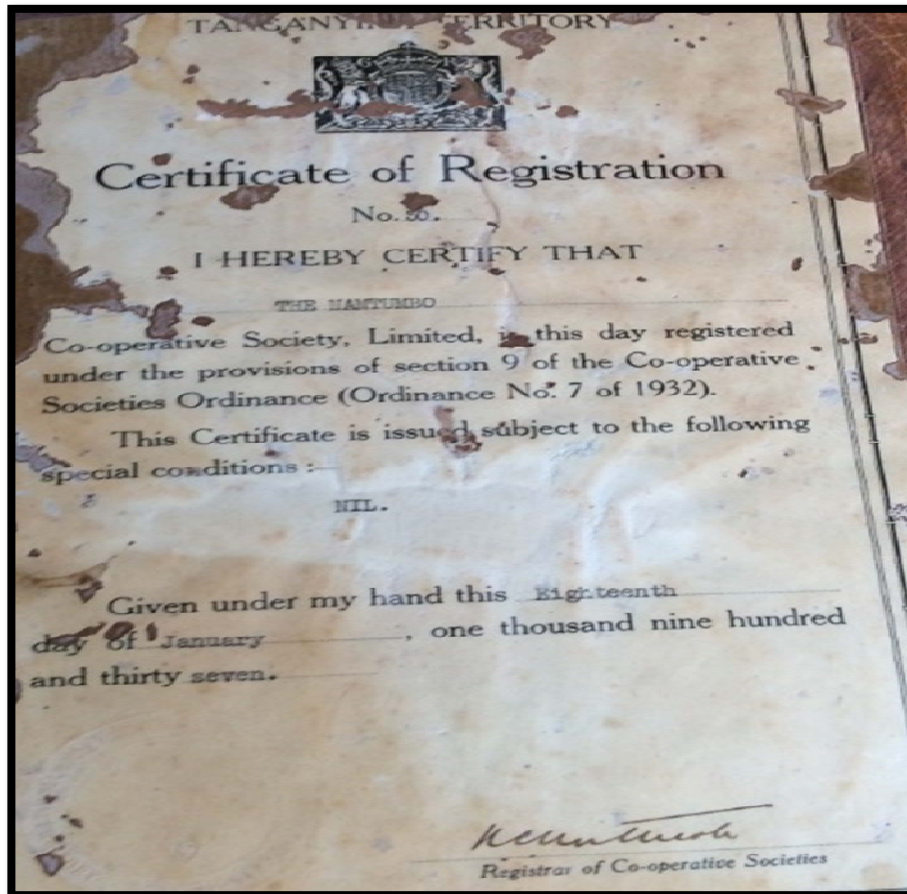 TANGANYIKA TERRITORY
Certificate of Registration
No.
I HEREBY CERTIFY THAT
THE NAMTUMBO
Co-operative Society, Limited, is this day registered
under the provisions of section 9 of the Co-operative
Societies Ordinance (Ordinance No. 7 of 1932).
This Certificate is issued subject to the following
special conditions :—
NIL.
Given under my hand this Eighteenth
day of January , one thousand nine hundred
and thirty seven.
Registrar of Co-operative Societies